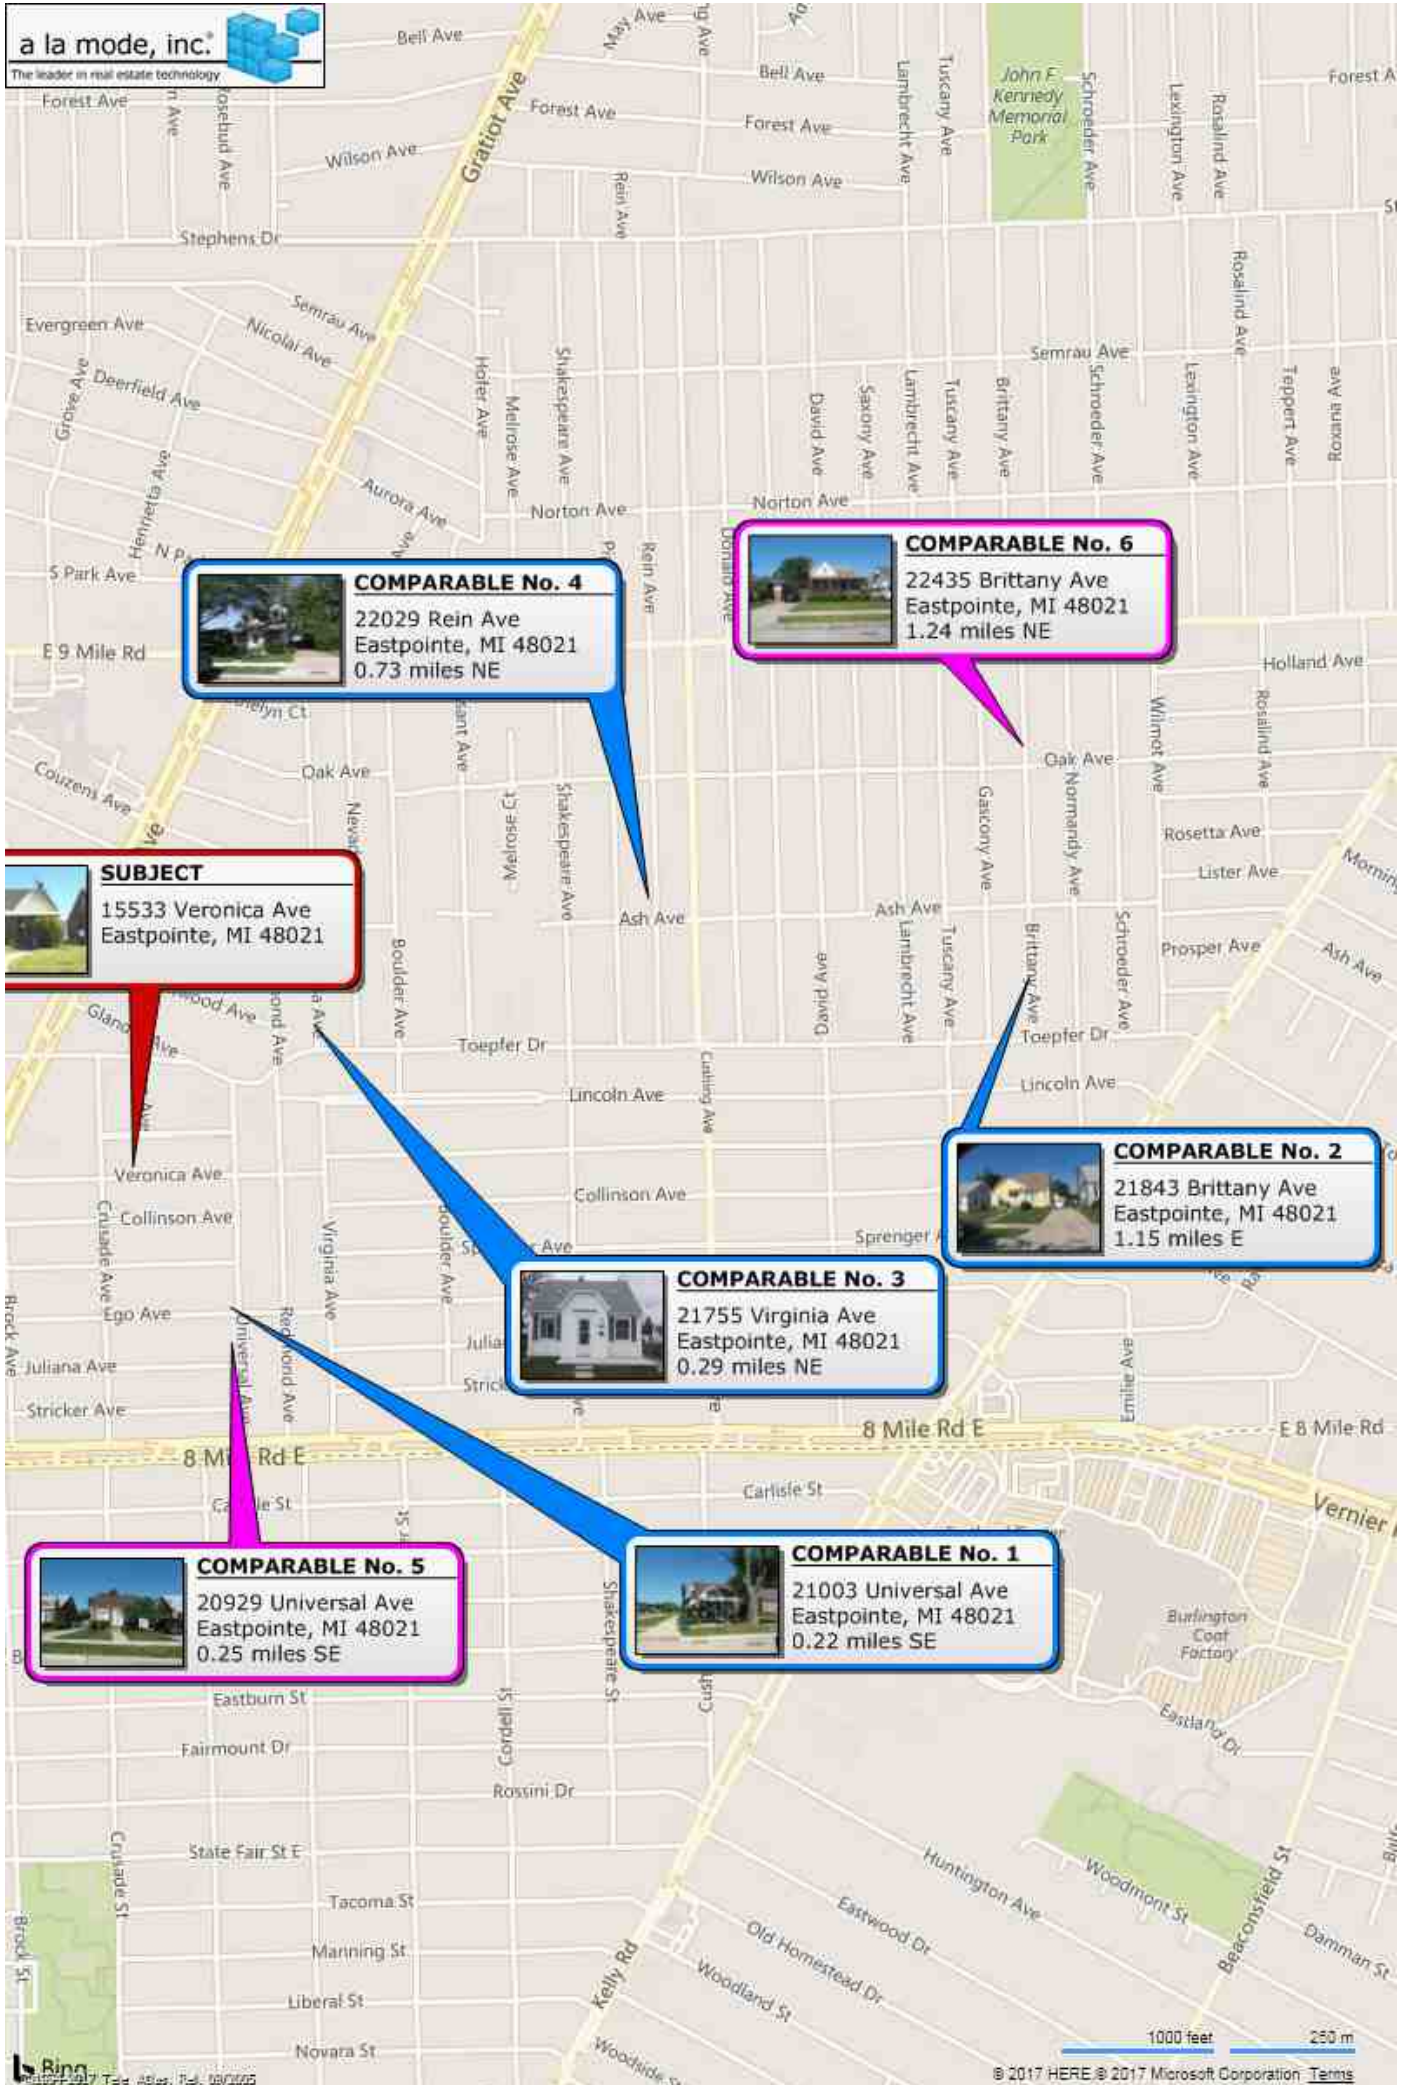 a la mode, inc.
The leader in real estate technology
Bell Ave
May Ave
Bell Ave
Forest A
Forest Ave
Rosebud Ave
Wilson Ave
Gratiot Ave
Forest Ave
Forest Ave
Wilson Ave
Rein Ave
Lambrecht Ave
Tuscany Ave
John F
Kennedy
Memorial
Park
Schroeder Ave
Lexington Ave
Rosalind Ave
Stephens Dr
Evergreen Ave
Semrau Ave
Nicolai Ave
Deerfield Ave
Grove Ave
Henrietta Ave
Hofer Ave
Melrose Ave
Shakespeare Ave
Semrau Ave
Rosalind Ave
David Ave
Saxony Ave
Lambrecht Ave
Tuscany Ave
Brittany Ave
Schroeder Ave
Lexington Ave
Teppert Ave
Roxana Ave
Aurora Ave
Norton Ave
Norton Ave
S Park Ave
Rein Ave
Donald Ave
COMPARABLE No. 6
22435 Brittany Ave
Eastpointe, MI 48021
1.24 miles NE
COMPARABLE No. 4
22029 Rein Ave
Eastpointe, MI 48021
0.73 miles NE
E 9 Mile Rd
Holland Ave
Couzens Ave
Oak Ave
Melrose Ct
Shakespeare Ave
Oak Ave
Gascony Ave
Normandy Ave
Wilmot Ave
Rosalind Ave
Rosetta Ave
Lister Ave
SUBJECT
15533 Veronica Ave
Eastpointe, MI 48021
Ash Ave
Ash Ave
Prosper Ave
Ash Ave
Boulder Ave
David Ave
Lambrecht Ave
Tuscany Ave
Brittany Ave
Schroeder Ave
Toepfer Dr
Toepfer Dr
Lincoln Ave
Lincoln Ave
Cushing Ave
Veronica Ave
Collinson Ave
Collinson Ave
Crusade Ave
Virginia Ave
Boulder Ave
Sprenger
COMPARABLE No. 2
21843 Brittany Ave
Eastpointe, MI 48021
1.15 miles E
COMPARABLE No. 3
21755 Virginia Ave
Eastpointe, MI 48021
0.29 miles NE
Brock Ave
Ego Ave
Universal Ave
Redmond Ave
Juliana Ave
Stricker Ave
Emilie Ave
8 Mile Rd E
8 Mile Rd E
E 8 Mile Rd
Carlisle St
Carlisle St
Vernier
COMPARABLE No. 5
20929 Universal Ave
Eastpointe, MI 48021
0.25 miles SE
COMPARABLE No. 1
21003 Universal Ave
Eastpointe, MI 48021
0.22 miles SE
Shakespeare St
Burlington
Coat
Factory
Eastburn St
Fairmount Dr
Cordell St
Rossini Dr
Eastland Dr
State Fair St E
Crusade St
Tacoma St
Manning St
Liberal St
Novara St
Brock St
Kelly Rd
Huntington Ave
Eastwood Dr
Old Homestead Dr
Woodland St
Woodside St
Woodmont St
Beaconsfield St
Damman St
1000 feet
250 m
Bing
© 2017 HERE © 2017 Microsoft Corporation Terms